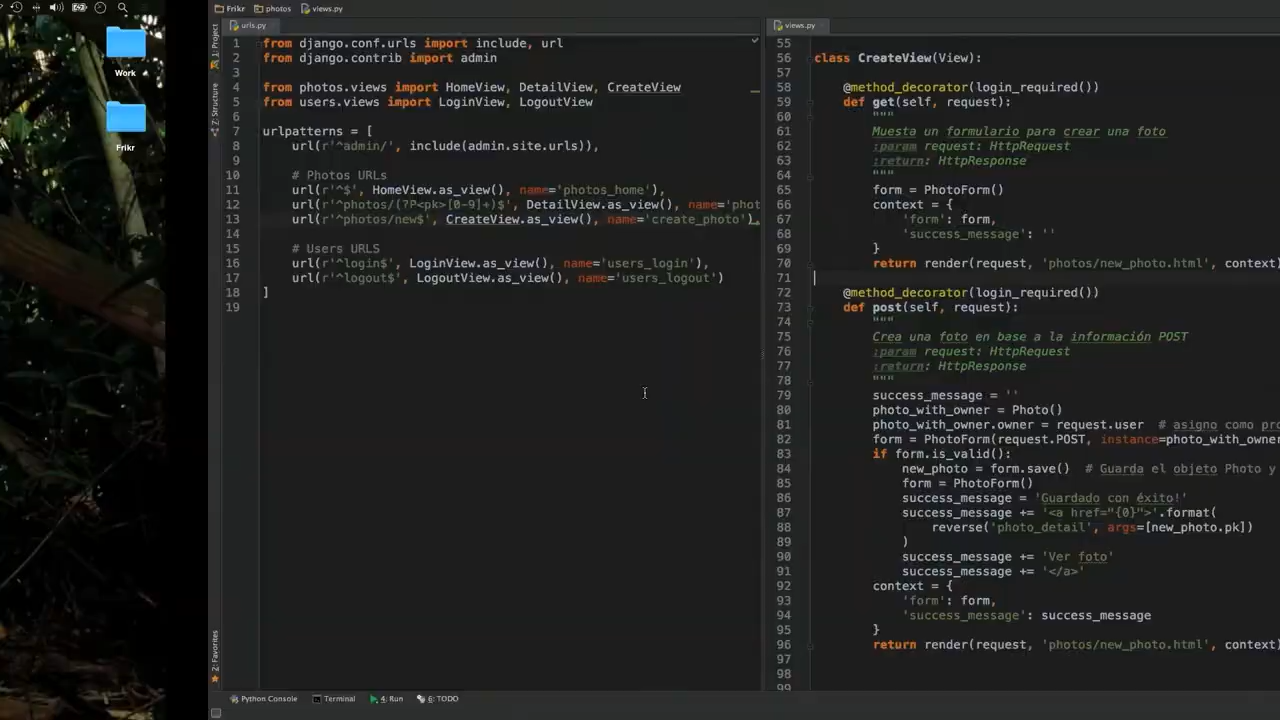 Work
Frikr
Frikr photos views.py
urls.py
1: Project
7: Structure
2: Favorites
1 from django.conf.urls import include, url
2 from django.contrib import admin
3
4 from photos.views import HomeView, DetailView, CreateView
5 from users.views import LoginView, LogoutView
6
7 urlpatterns = [
8 url(r'^admin/', include(admin.site.urls)),
9
10 # Photos URLs
11 url(r'^$', HomeView.as_view(), name='photos_home'),
12 url(r'^photos/(?P<pk>[0-9]+)$', DetailView.as_view(), name='phot
13 url(r'^photos/new$', CreateView.as_view(), name='create_photo'),
14
15 # Users URLS
16 url(r'^login$', LoginView.as_view(), name='users_login'),
17 url(r'^logout$', LogoutView.as_view(), name='users_logout')
18 ]
19
views.py
55
56 class CreateView(View):
57
58 @method_decorator(login_required())
59 def get(self, request):
60 """
61 Muesta un formulario para crear una foto
62 :param request: HttpRequest
63 :return: HttpResponse
64 """
65 form = PhotoForm()
66 context = {
67 'form': form,
68 'success_message': ''
69 }
70 return render(request, 'photos/new_photo.html', context)
71
72 @method_decorator(login_required())
73 def post(self, request):
74 """
75 Crea una foto en base a la información POST
76 :param request: HttpRequest
77 :return: HttpResponse
78 """
79 success_message = ''
80 photo_with_owner = Photo()
81 photo_with_owner.owner = request.user # asigno como pro
82 form = PhotoForm(request.POST, instance=photo_with_owner
83 if form.is_valid():
84 new_photo = form.save() # Guarda el objeto Photo y
85 form = PhotoForm()
86 success_message = 'Guardado con éxito!'
87 success_message += '<a href="{0}">'.format(
88 reverse('photo_detail', args=[new_photo.pk])
89 )
90 success_message += 'Ver foto'
91 success_message += '</a>'
92 context = {
93 'form': form,
94 'success_message': success_message
95 }
96 return render(request, 'photos/new_photo.html', context)
97
98
99
Python Console Terminal 4: Run 6: TODO